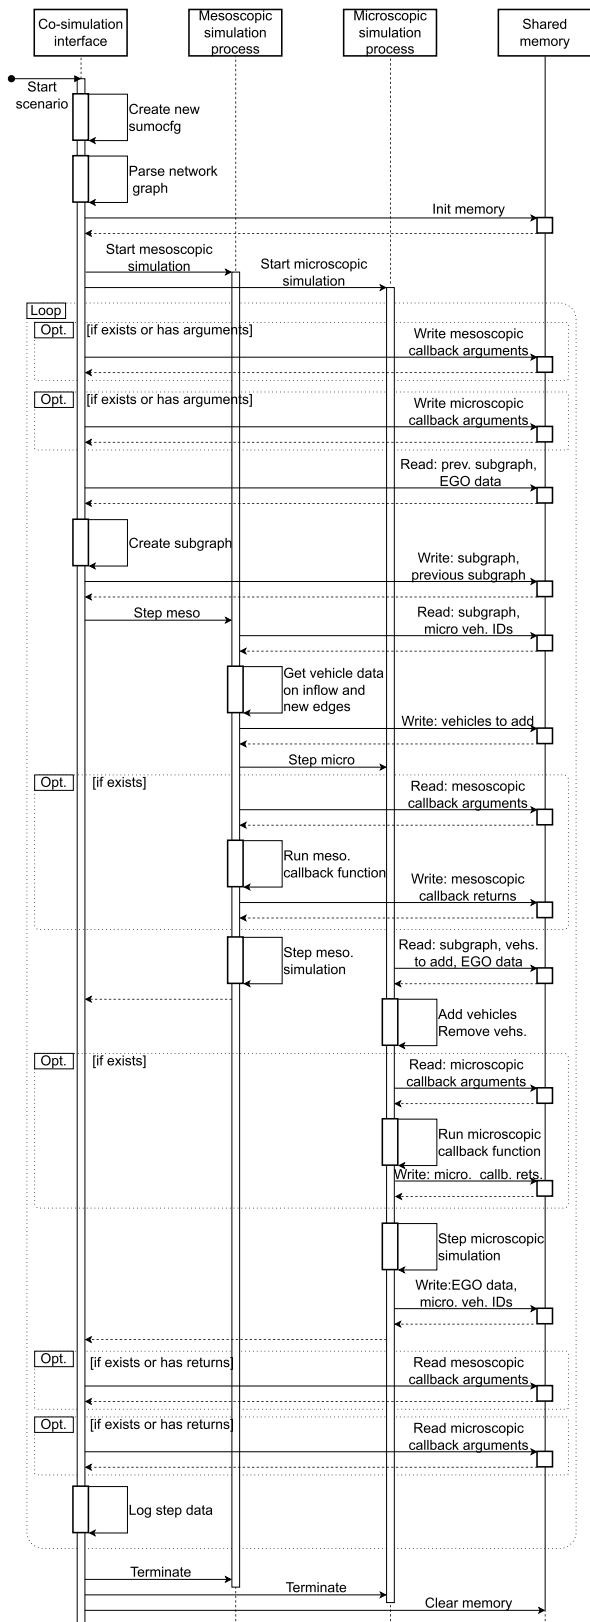 Co-simulation
interface
Mesoscopic
simulation
process
Microscopic
simulation
process
Shared
memory
Start
scenario
Create new
sumocfg
Parse network
graph
Init memory
Start mesoscopic
simulation
Start microscopic
simulation
Loop
Opt.
[if exists or has arguments]
Write mesoscopic
callback arguments
Opt.
[if exists or has arguments]
Write microscopic
callback arguments
Read: prev. subgraph,
EGO data
Create subgraph
Write: subgraph,
previous subgraph
Step meso
Read: subgraph,
micro veh. IDs
Get vehicle data
on inflow and
new edges
Write: vehicles to add
Step micro
Opt.
[if exists]
Read: mesoscopic
callback arguments
Run meso.
callback function
Write: mesoscopic
callback returns
Step meso.
simulation
Read: subgraph, vehs.
to add, EGO data
Add vehicles
Remove vehs.
Opt.
[if exists]
Read: microscopic
callback arguments
Run microscopic
callback function
Write: micro. callb. rets.
Step microscopic
simulation
Write:EGO data,
micro. veh. IDs
Opt.
[if exists or has returns]
Read mesoscopic
callback arguments
Opt.
[if exists or has returns]
Read microscopic
callback arguments
Log step data
Terminate
Terminate
Clear memory